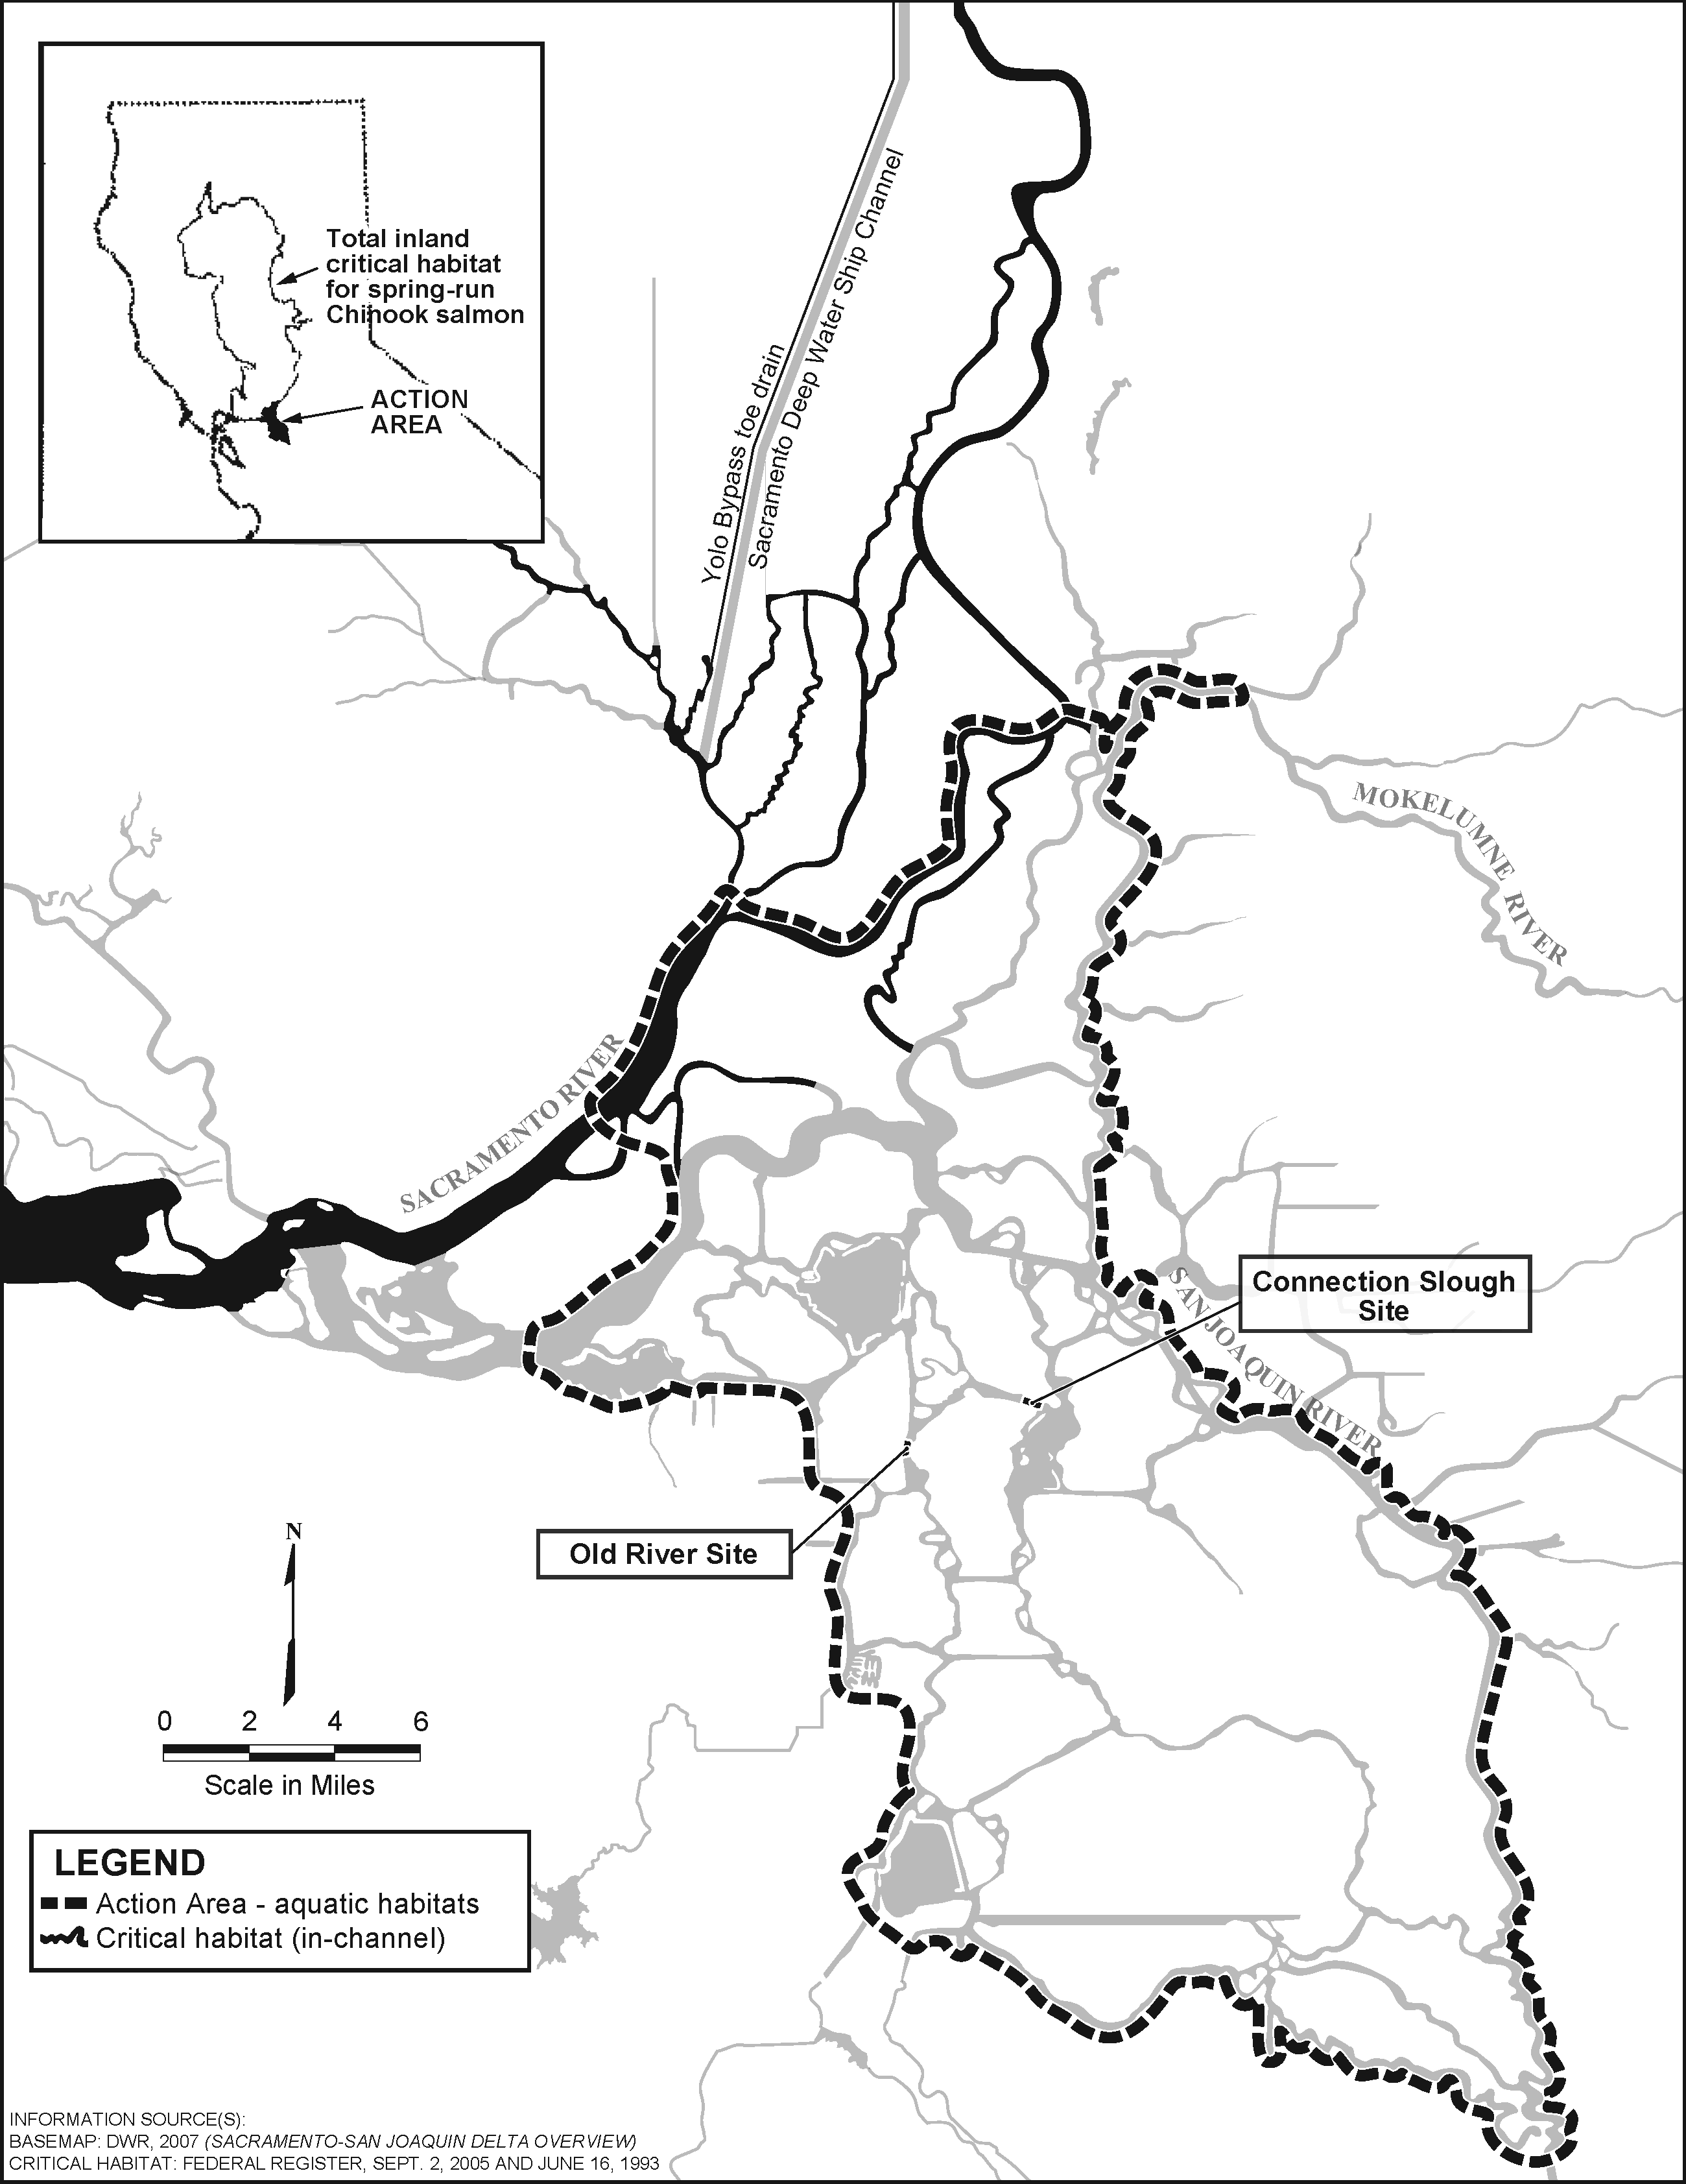 Total inland
critical habitat
for spring-run
Chinook salmon
ACTION
AREA
Yolo Bypass toe drain
Sacramento Deep Water Ship Channel
MOKELUMNE RIVER
SACRAMENTO RIVER
SAN JOAQUIN RIVER
Connection Slough
Site
Old River Site
N
0 2 4 6
Scale in Miles
LEGEND
Action Area - aquatic habitats
Critical habitat (in-channel)
INFORMATION SOURCE(S):
BASEMAP: DWR, 2007 (SACRAMENTO-SAN JOAQUIN DELTA OVERVIEW)
CRITICAL HABITAT: FEDERAL REGISTER, SEPT. 2, 2005 AND JUNE 16, 1993